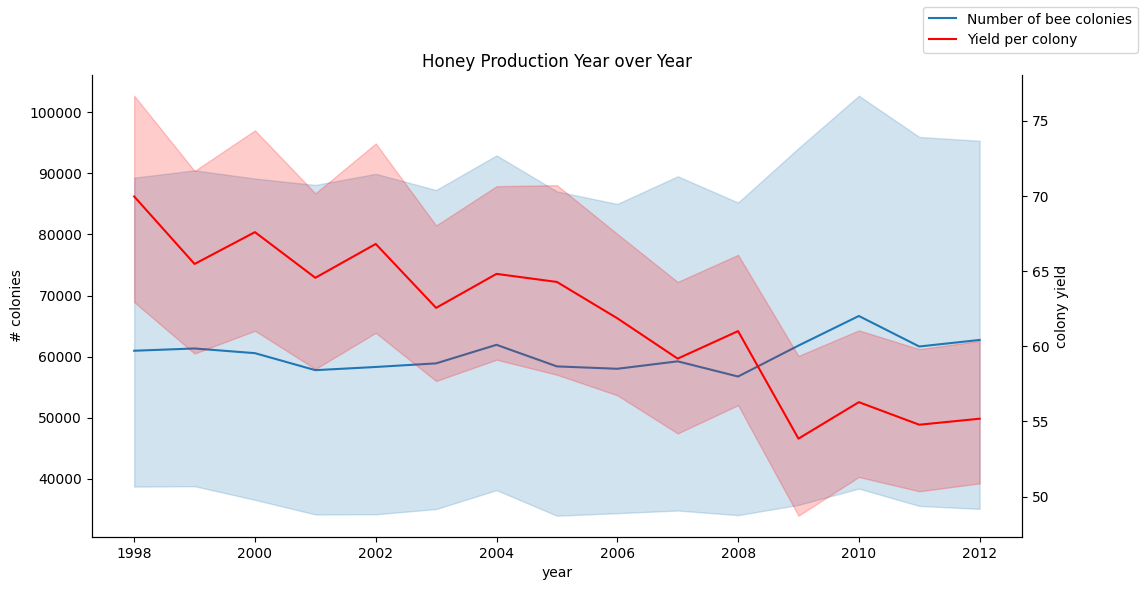 Number of bee colonies
Yield per colony
Honey Production Year over Year
# colonies
100000
90000
80000
70000
60000
50000
40000
75
70
65
60
55
50
colony yield
1998 2000 2002 2004 2006 2008 2010 2012
year